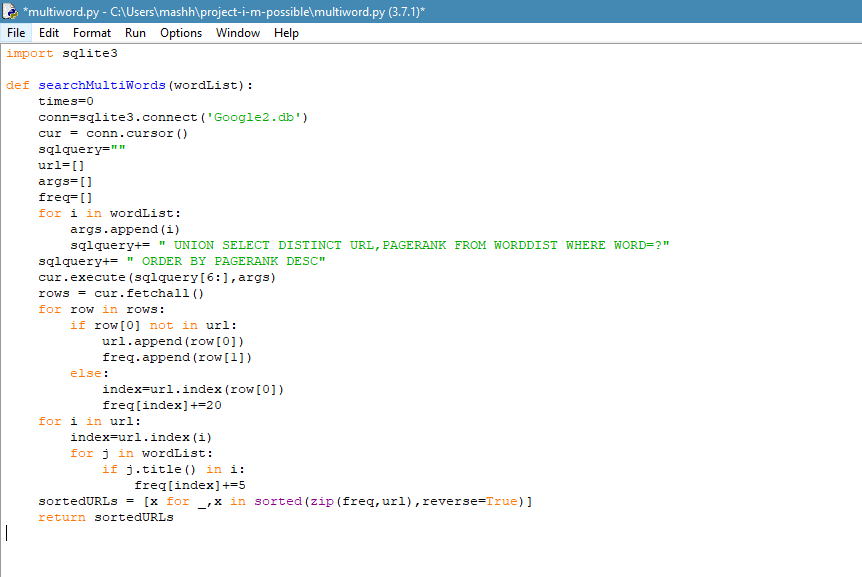 *multiword.py - C:\Users\mashh\project-i-m-possible\multiword.py (3.7.1)*
File Edit Format Run Options Window Help
import sqlite3

def searchMultiWords(wordList):
    times=0
    conn=sqlite3.connect('Google2.db')
    cur = conn.cursor()
    sqlquery=""
    url=[]
    args=[]
    freq=[]
    for i in wordList:
        args.append(i)
        sqlquery+= " UNION SELECT DISTINCT URL,PAGERANK FROM WORDDIST WHERE WORD=?"
    sqlquery+= " ORDER BY PAGERANK DESC"
    cur.execute(sqlquery[6:],args)
    rows = cur.fetchall()
    for row in rows:
        if row[0] not in url:
            url.append(row[0])
            freq.append(row[1])
        else:
            index=url.index(row[0])
            freq[index]+=20
    for i in url:
        index=url.index(i)
        for j in wordList:
            if j.title() in i:
                freq[index]+=5
    sortedURLs = [x for _,x in sorted(zip(freq,url),reverse=True)]
    return sortedURLs